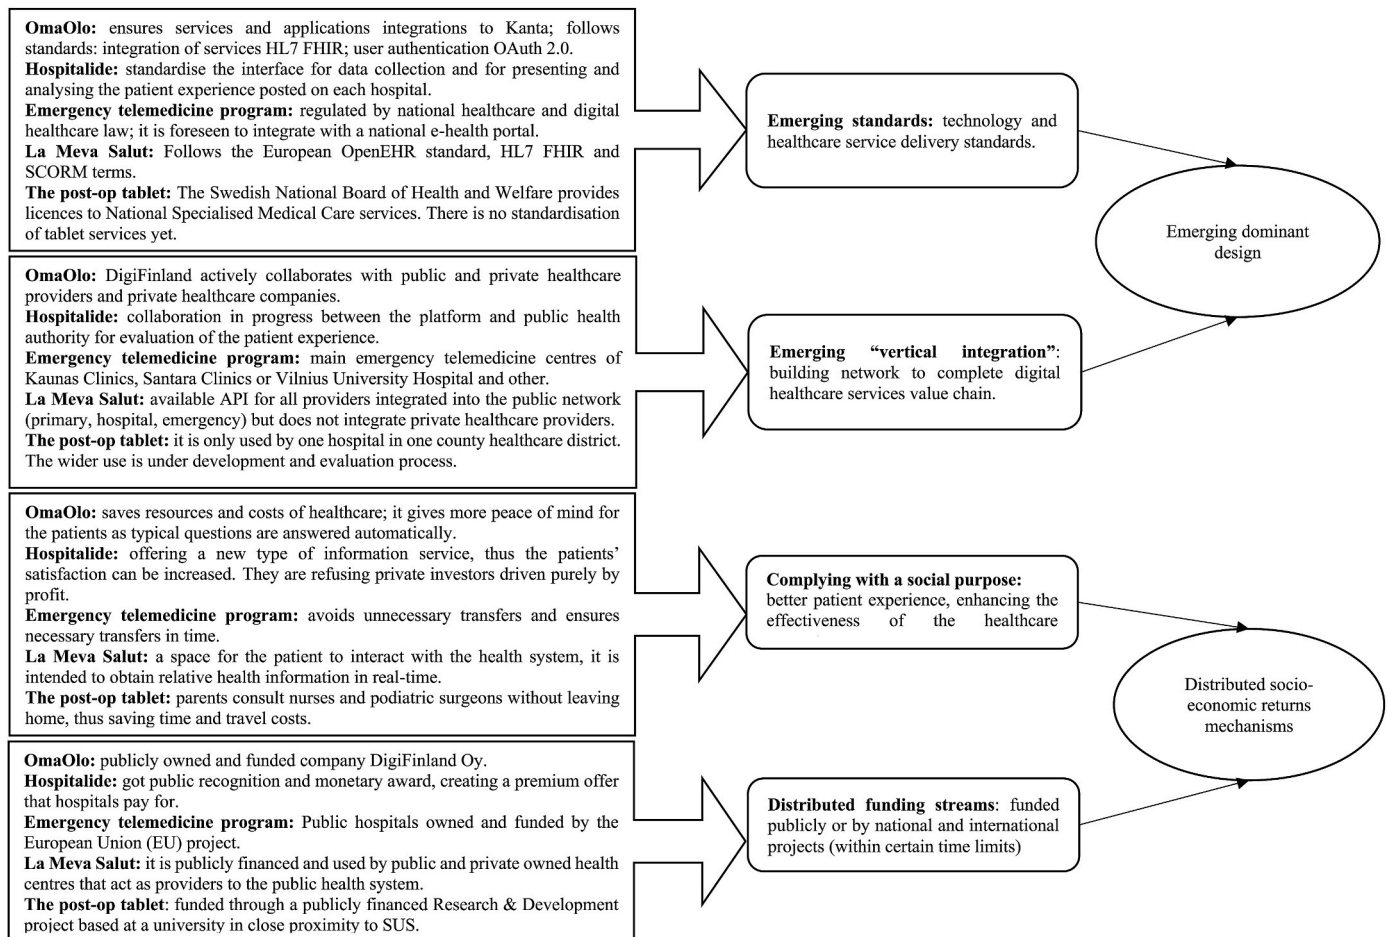 OmaOlo: ensures services and applications integrations to Kanta; follows
standards: integration of services HL7 FHIR; user authentication OAuth 2.0.
Hospitalide: standardise the interface for data collection and for presenting and
analysing the patient experience posted on each hospital.
Emergency telemedicine program: regulated by national healthcare and digital
healthcare law; it is foreseen to integrate with a national e-health portal.
La Meva Salut: Follows the European OpenEHR standard, HL7 FHIR and
SCORM terms.
The post-op tablet: The Swedish National Board of Health and Welfare provides
licences to National Specialised Medical Care services. There is no standardisation
of tablet services yet.
Emerging standards: technology and
healthcare service delivery standards.
Emerging dominant
design
OmaOlo: DigiFinland actively collaborates with public and private healthcare
providers and private healthcare companies.
Hospitalide: collaboration in progress between the platform and public health
authority for evaluation of the patient experience.
Emergency telemedicine program: main emergency telemedicine centres of
Kaunas Clinics, Santara Clinics or Vilnius University Hospital and other.
La Meva Salut: available API for all providers integrated into the public network
(primary, hospital, emergency) but does not integrate private healthcare providers.
The post-op tablet: it is only used by one hospital in one county healthcare district.
The wider use is under development and evaluation process.
Emerging “vertical integration”:
building network to complete digital
healthcare services value chain.
OmaOlo: saves resources and costs of healthcare; it gives more peace of mind for
the patients as typical questions are answered automatically.
Hospitalide: offering a new type of information service, thus the patients’
satisfaction can be increased. They are refusing private investors driven purely by
profit.
Emergency telemedicine program: avoids unnecessary transfers and ensures
necessary transfers in time.
La Meva Salut: a space for the patient to interact with the health system, it is
intended to obtain relative health information in real-time.
The post-op tablet: parents consult nurses and podiatric surgeons without leaving
home, thus saving time and travel costs.
Complying with a social purpose:
better patient experience, enhancing the
effectiveness of the healthcare
Distributed socio-
economic returns
mechanisms
OmaOlo: publicly owned and funded company DigiFinland Oy.
Hospitalide: got public recognition and monetary award, creating a premium offer
that hospitals pay for.
Emergency telemedicine program: Public hospitals owned and funded by the
European Union (EU) project.
La Meva Salut: it is publicly financed and used by public and private owned health
centres that act as providers to the public health system.
The post-op tablet: funded through a publicly financed Research & Development
project based at a university in close proximity to SUS.
Distributed funding streams: funded
publicly or by national and international
projects (within certain time limits)